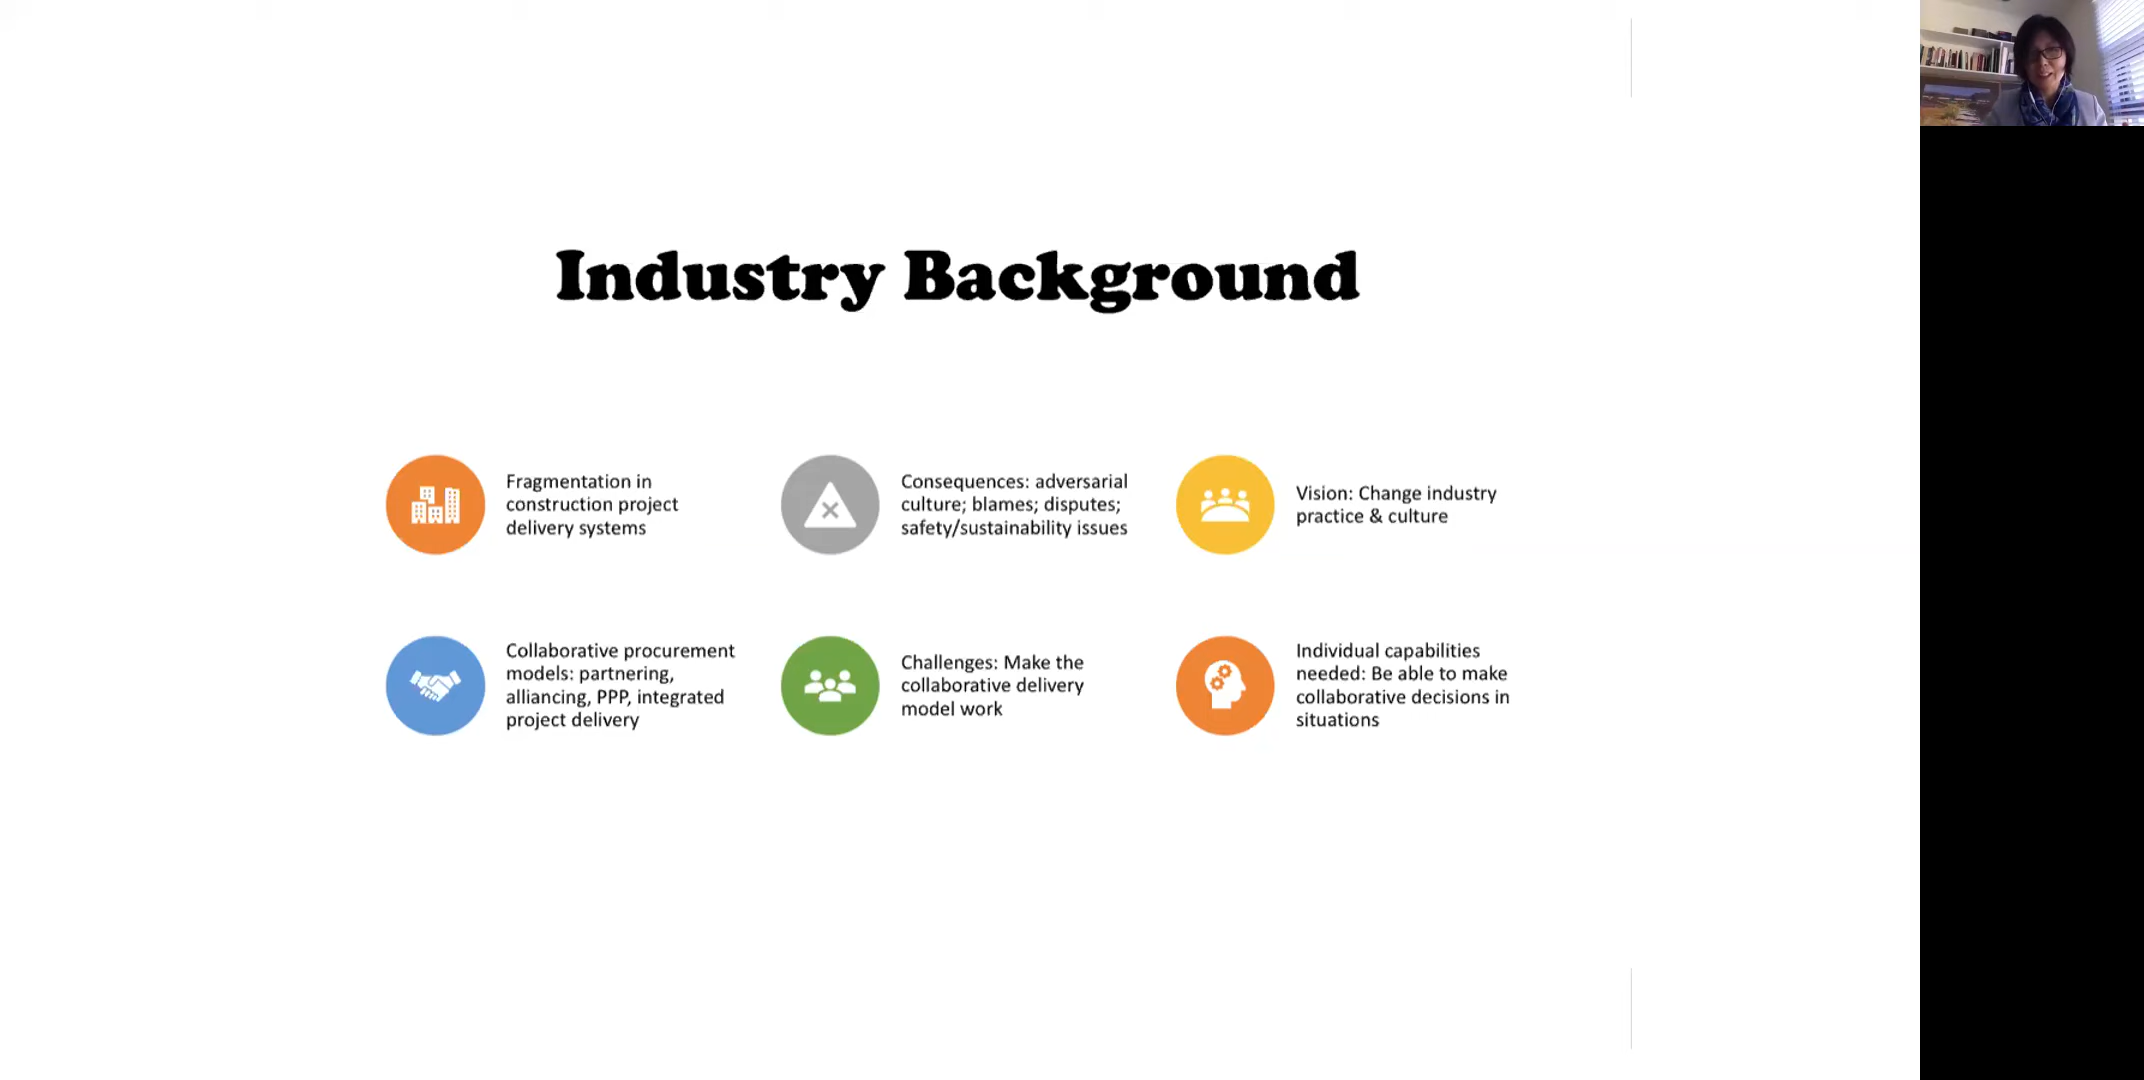 Industry Background
Fragmentation in
construction project
delivery systems
Consequences: adversarial
culture; blames; disputes;
safety/sustainability issues
Vision: Change industry
practice & culture
Collaborative procurement
models: partnering,
alliancing, PPP, integrated
project delivery
Challenges: Make the
collaborative delivery
model work
Individual capabilities
needed: Be able to make
collaborative decisions in
situations